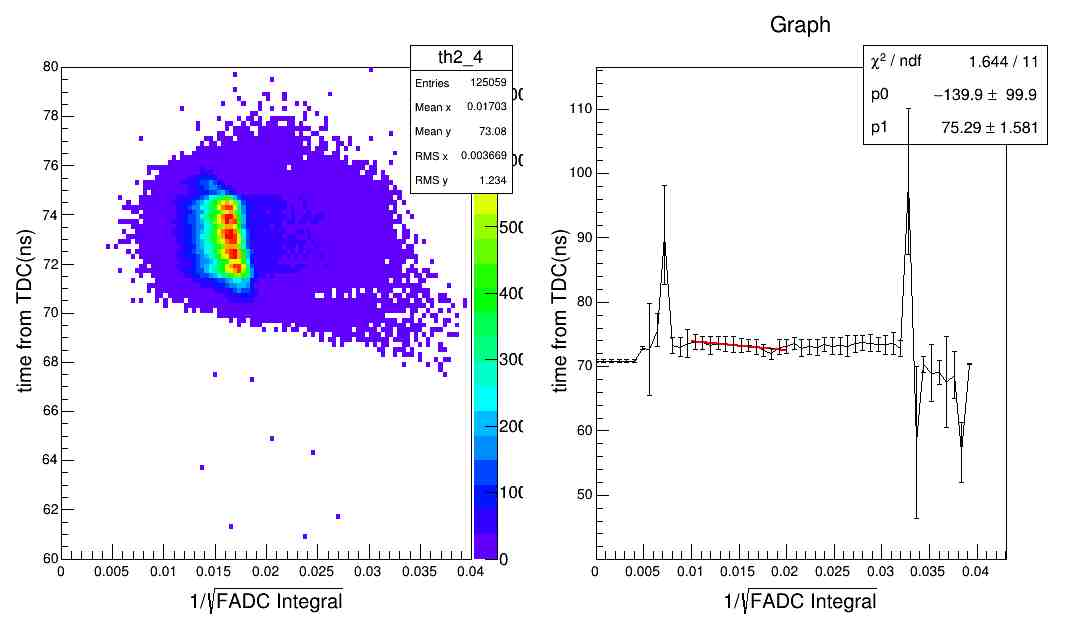 Graph
th2_4
Entries 125059
Mean x 0.01703
Mean y 73.08
RMS x 0.003669
RMS y 1.234
χ² / ndf 1.644 / 11
p0 −139.9 ± 99.9
p1 75.29 ± 1.581
time from TDC(ns)
80
78
76
74
72
70
68
66
64
62
60
0 0.005 0.01 0.015 0.02 0.025 0.03 0.035 0.04
1/√FADC Integral
0
time from TDC(ns)
110
100
90
80
70
60
50
0 0.005 0.01 0.015 0.02 0.025 0.03 0.035 0.04
1/√FADC Integral